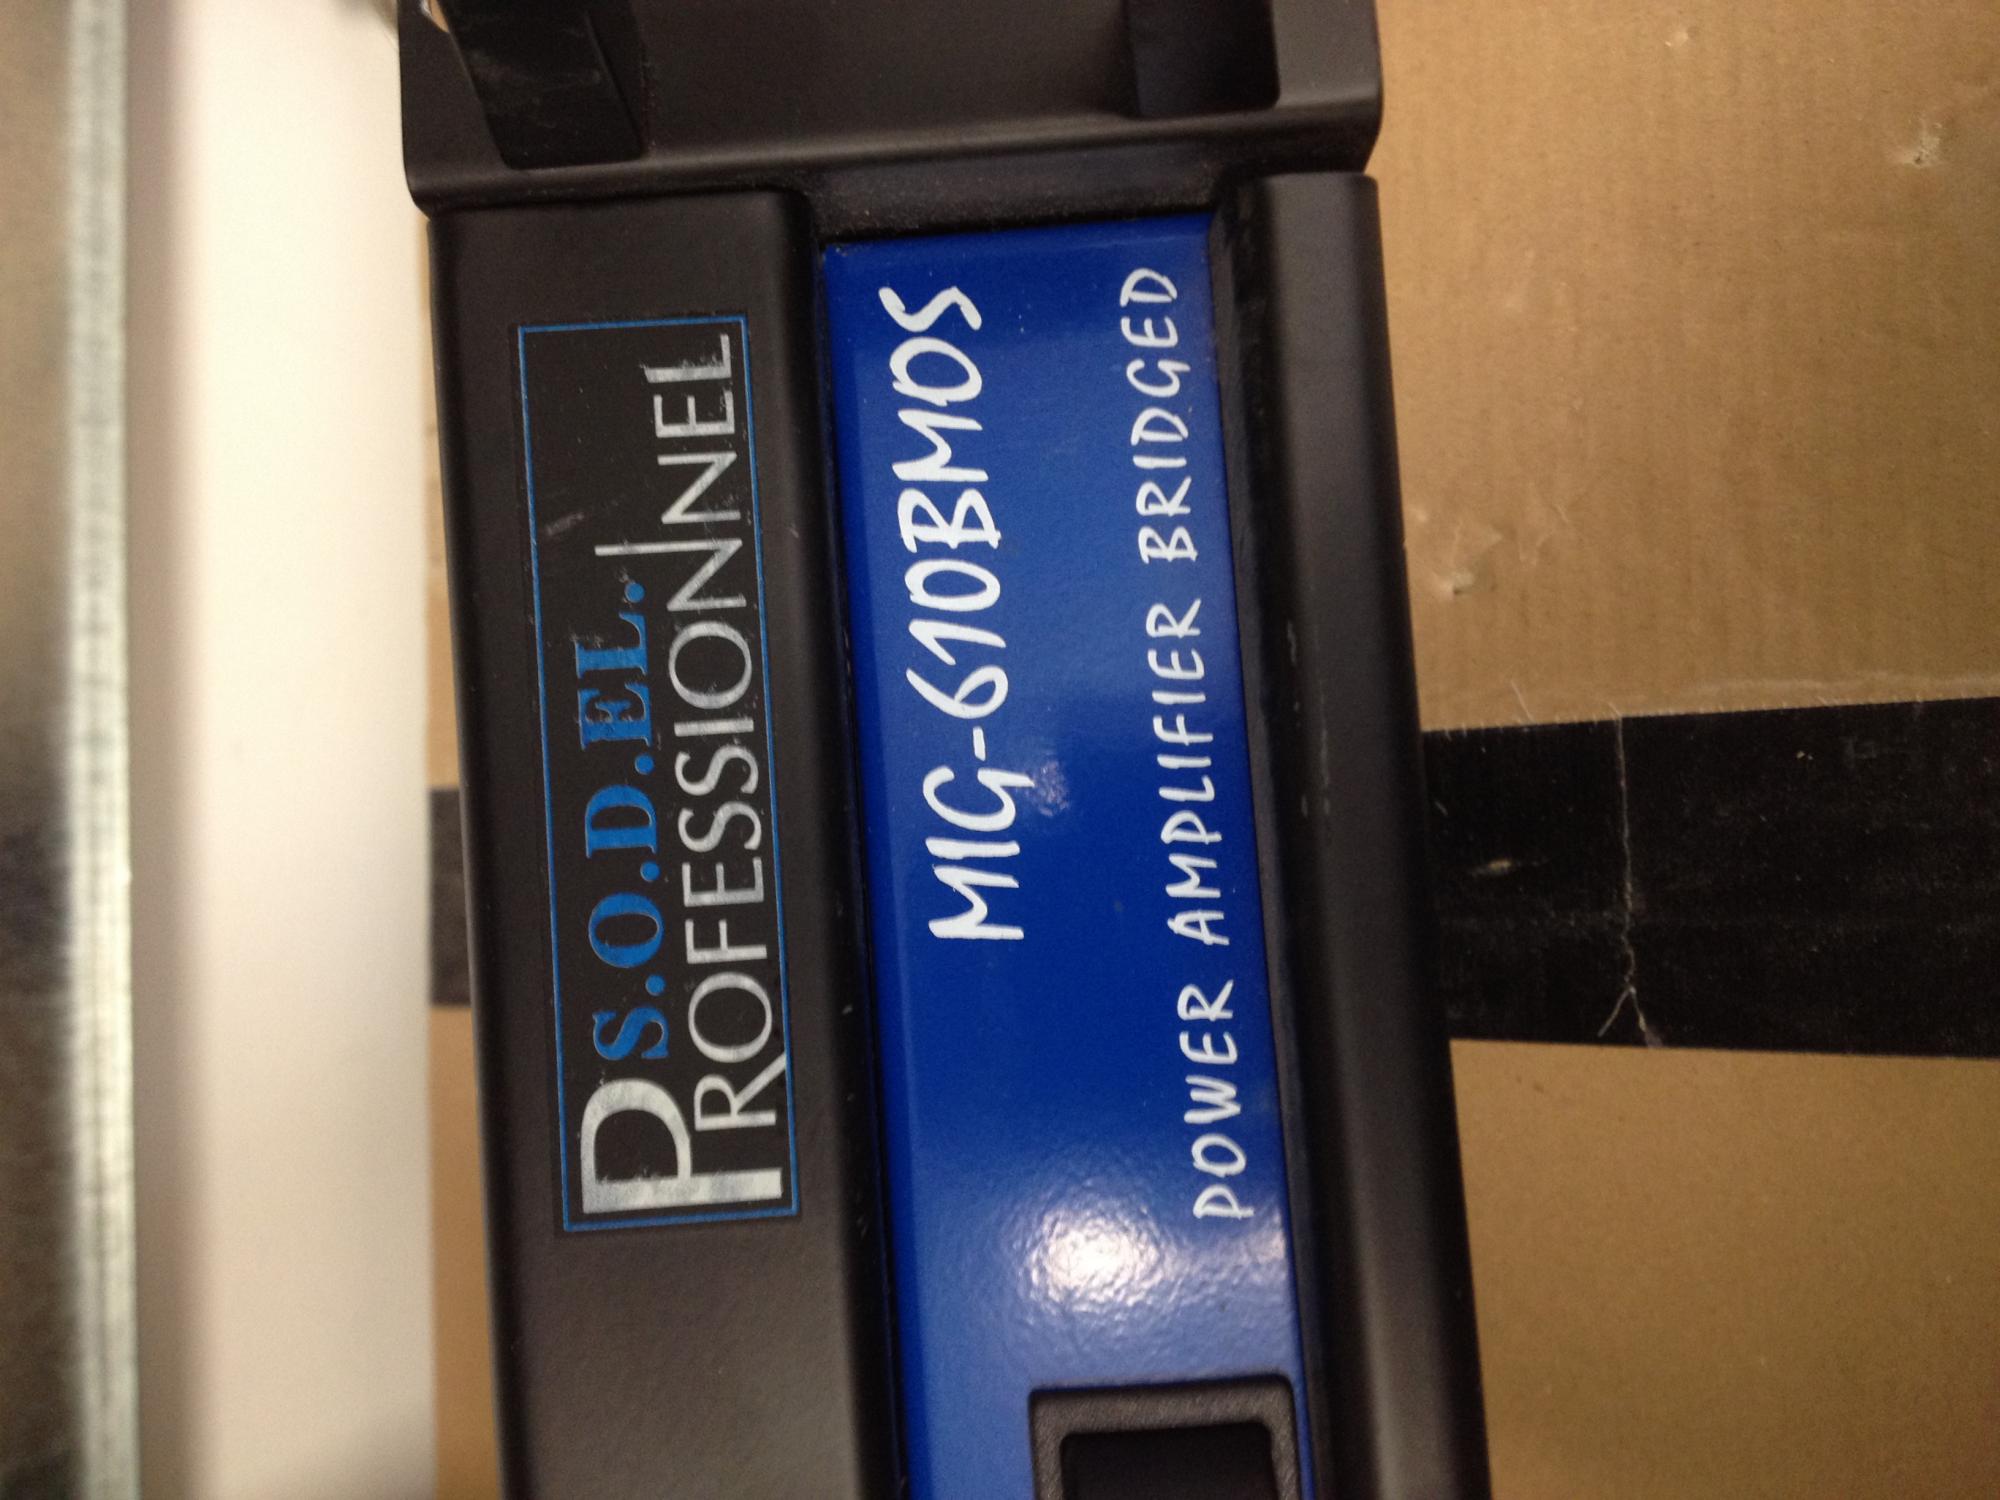 S.O.D.EL.
PROFESSIONNEL
MIG-610BMOS
POWER AMPLIFIER BRIDGED